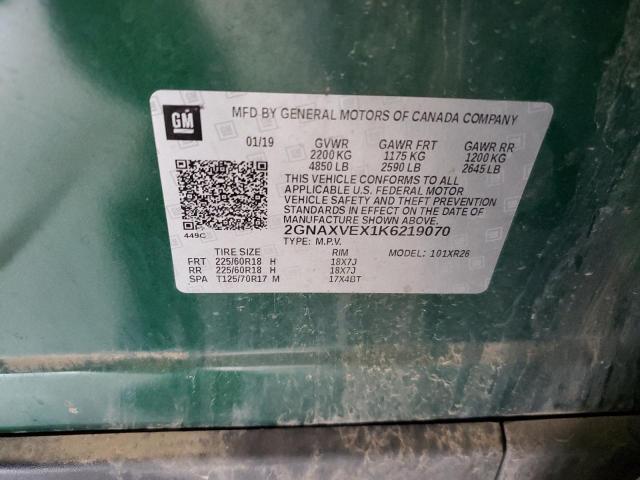 GM
MFD BY GENERAL MOTORS OF CANADA COMPANY
01/19 GVWR GAWR FRT GAWR RR
2200 KG 1175 KG 1200 KG
4850 LB 2590 LB 2645 LB
THIS VEHICLE CONFORMS TO ALL
APPLICABLE U.S. FEDERAL MOTOR
VEHICLE SAFETY AND THEFT PREVENTION
STANDARDS IN EFFECT ON THE DATE OF
MANUFACTURE SHOWN ABOVE.
449C 2GNAXVEX1K6219070
TYPE: M.P.V.
TIRE SIZE RIM MODEL: 101XR26
FRT 225/60R18 H 18X7J
RR 225/60R18 H 18X7J
SPA T125/70R17 M 17X4BT